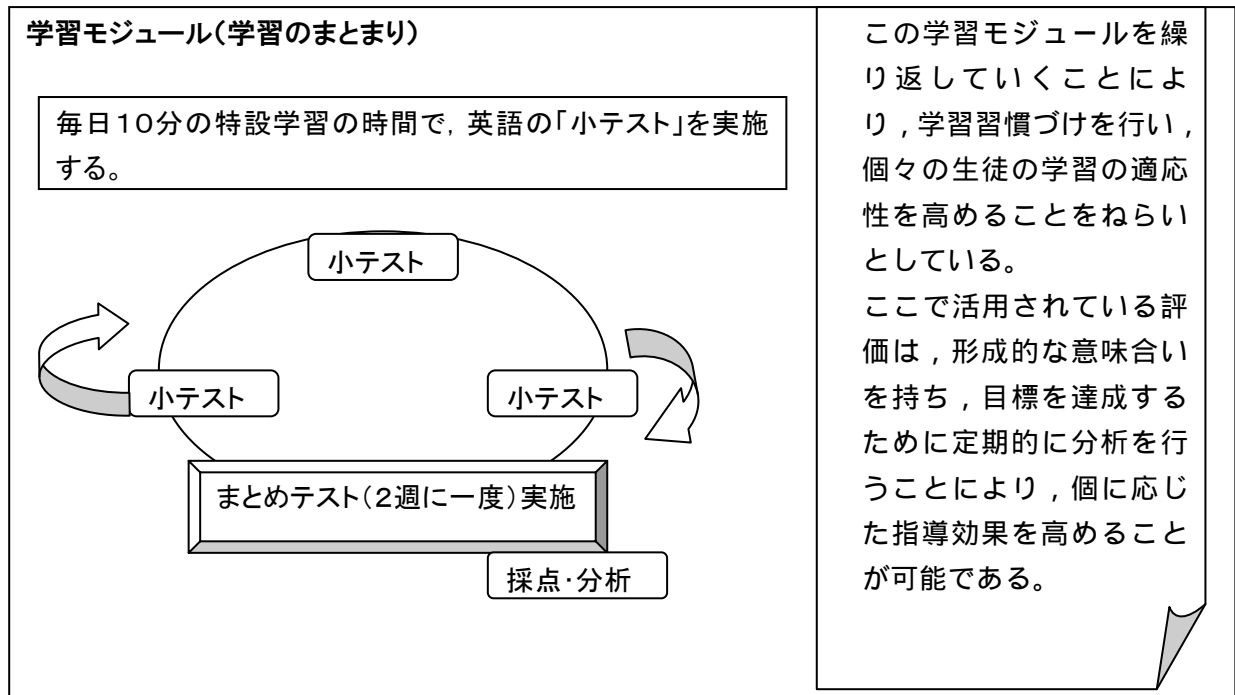 学習モジュール(学習のまとまり)
毎日10分の特設学習の時間で,英語の「小テスト」を実施
する。
小テスト
小テスト
小テスト
まとめテスト(2週に一度)実施
採点・分析
この学習モジュールを繰
り返していくことによ
り,学習習慣づけを行い,
個々の生徒の学習の適応
性を高めることをねらい
としている。
ここで活用されている評
価は,形成的な意味合い
を持ち,目標を達成する
ために定期的に分析を行
うことにより,個に応じ
た指導効果を高めること
が可能である。